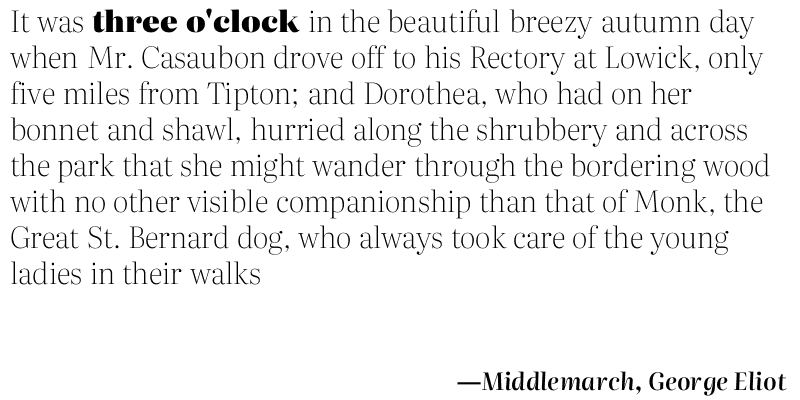 It was three o'clock in the beautiful breezy autumn day
when Mr. Casaubon drove off to his Rectory at Lowick, only
five miles from Tipton; and Dorothea, who had on her
bonnet and shawl, hurried along the shrubbery and across
the park that she might wander through the bordering wood
with no other visible companionship than that of Monk, the
Great St. Bernard dog, who always took care of the young
ladies in their walks
—Middlemarch, George Eliot